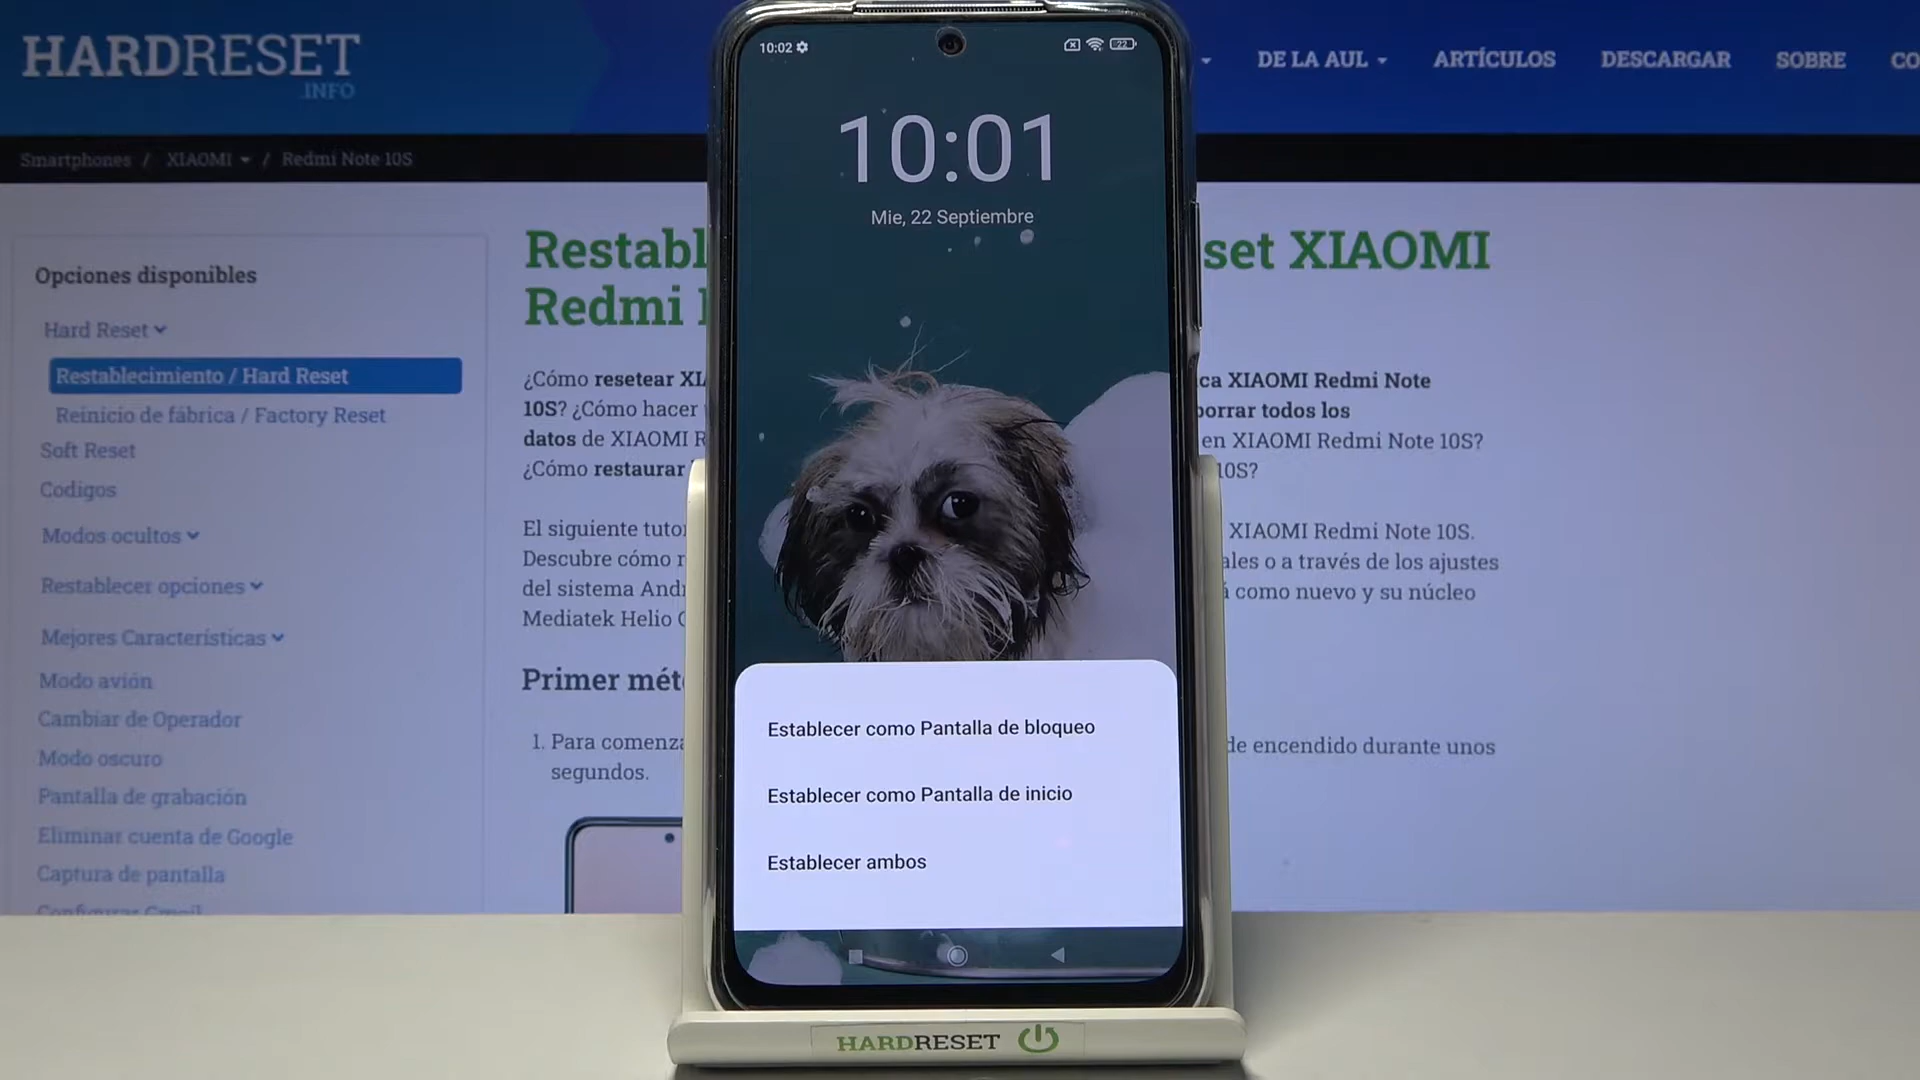 HARDRESET
.INFO
DE LA AUL
ARTÍCULOS
DESCARGAR
SOBRE
CO
Smartphones / XIAOMI / Redmi Note 10S
Opciones disponibles
Hard Reset
Restablecimiento / Hard Reset
Reinicio de fábrica / Factory Reset
Soft Reset
Codigos
Modos ocultos
Restablecer opciones
Mejores Características
Modo avión
Cambiar de Operador
Modo oscuro
Pantalla de grabación
Eliminar cuenta de Google
Captura de pantalla
Configurar Gmail
Restabl
set XIAOMI
Redmi
¿Cómo resetear XI
ca XIAOMI Redmi Note
10S? ¿Cómo hacer
borrar todos los
datos de XIAOMI R
en XIAOMI Redmi Note 10S?
¿Cómo restaurar
10S?
El siguiente tuto
XIAOMI Redmi Note 10S.
Descubre cómo r
ales o a través de los ajustes
del sistema And
á como nuevo y su núcleo
Mediatek Helio
Primer mét
1. Para comenza
de encendido durante unos
segundos.
10:02
22
10:01
Mie, 22 Septiembre
Establecer como Pantalla de bloqueo
Establecer como Pantalla de inicio
Establecer ambos
HARDRESET